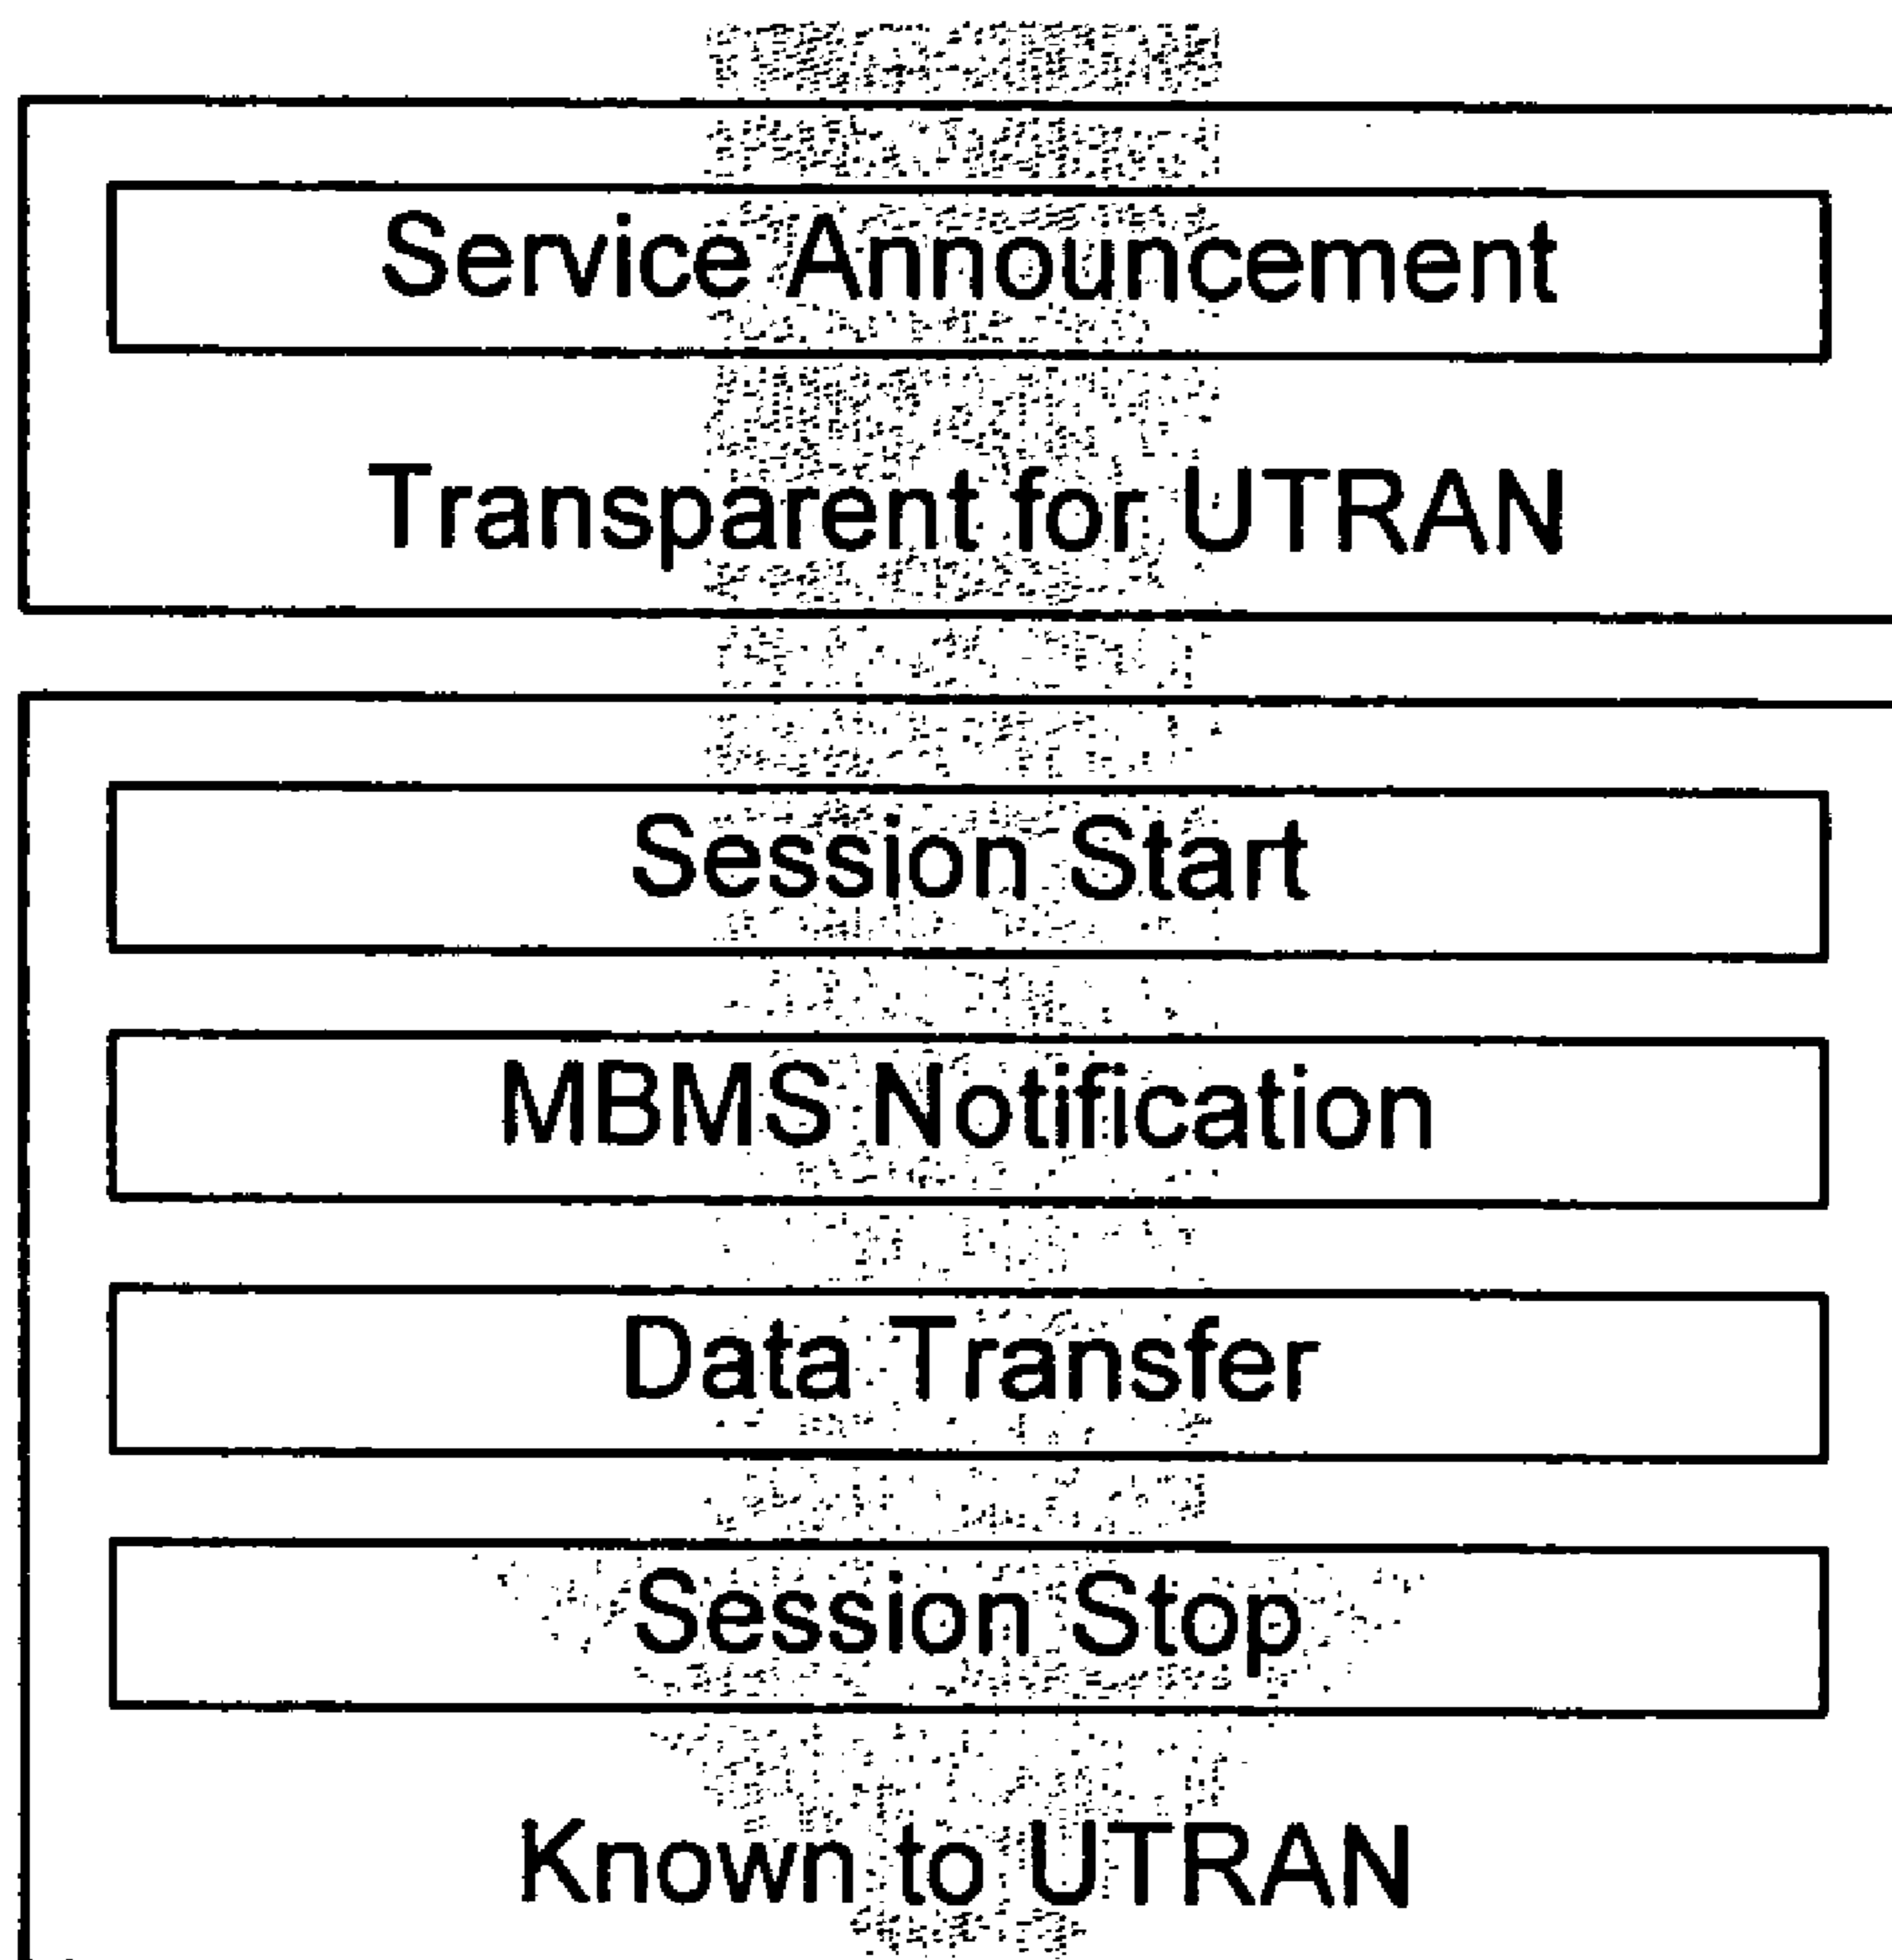 Service Announcement
Transparent for UTRAN
Session Start
MBMS Notification
Data Transfer
Session Stop
Known to UTRAN